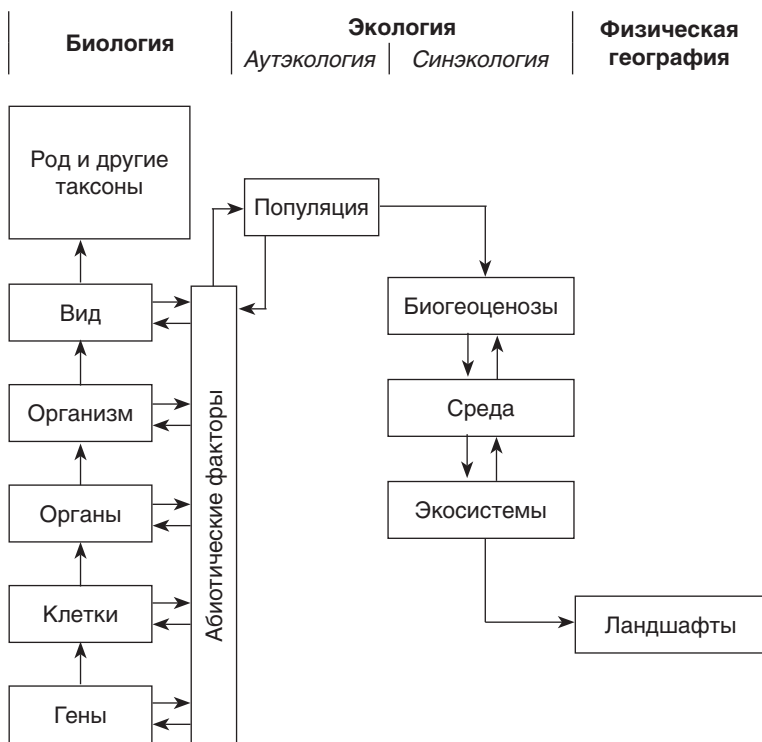 Биология
Экология
Аутэкология
Синэкология
Физическая
география
Род и другие
таксоны
Популяция
Вид
Биогеоценозы
Организм
Среда
Органы
Экосистемы
Клетки
Ландшафты
Гены
Абиотические факторы